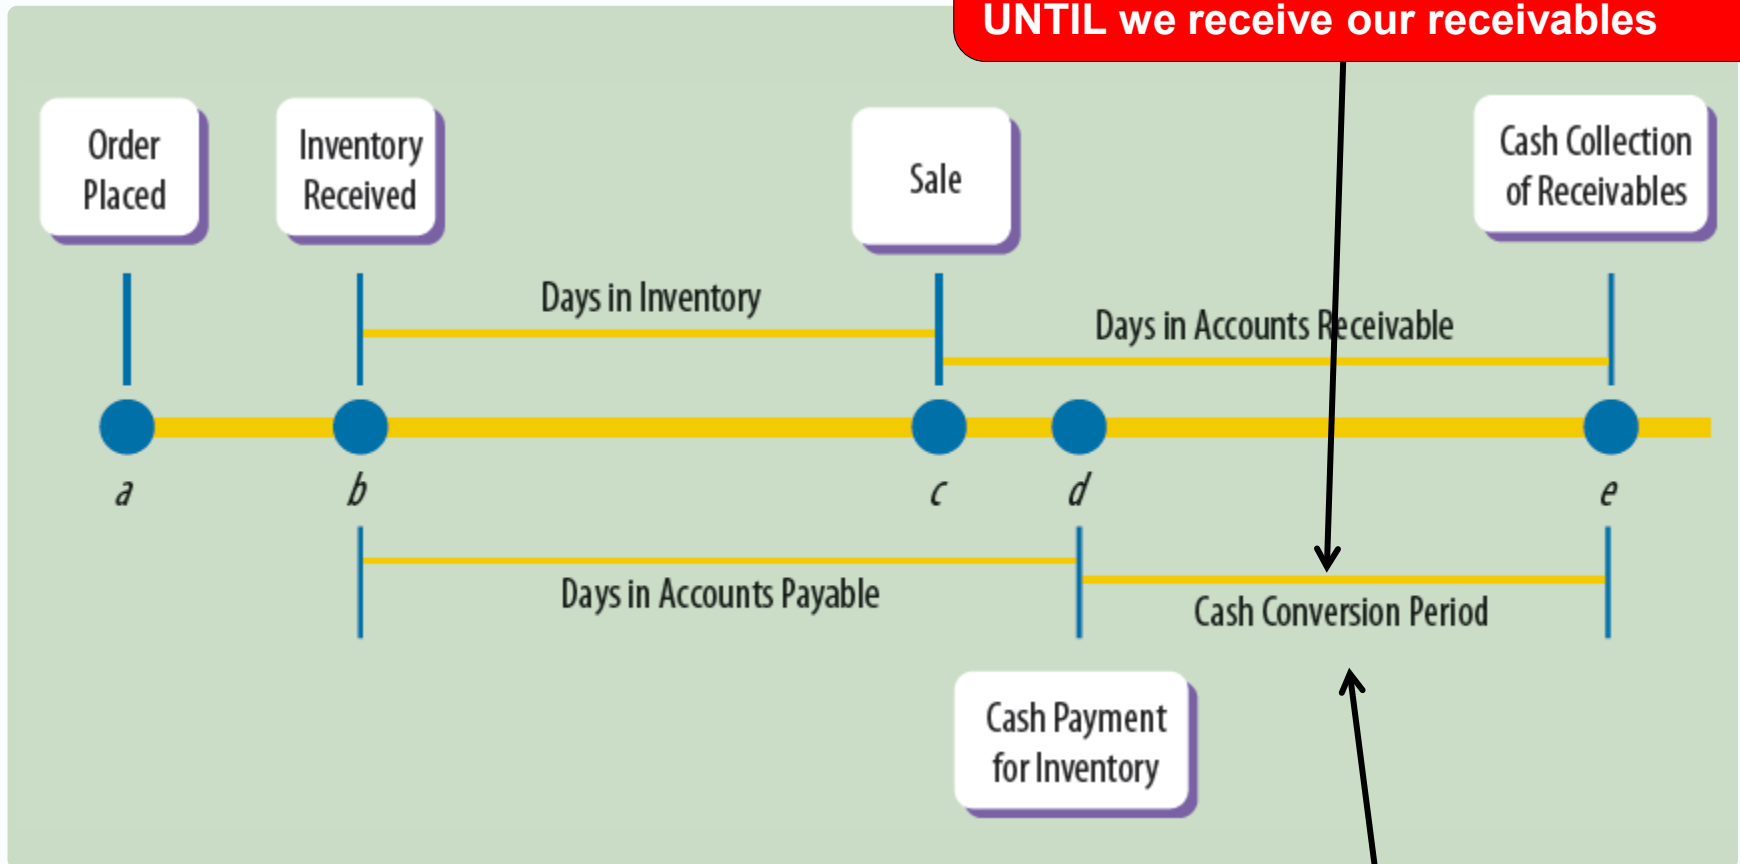 UNTIL we receive our receivables
Order
Placed
Inventory
Received
Sale
Cash Collection
of Receivables
Days in Inventory
Days in Accounts Receivable
a
b
c
d
e
Days in Accounts Payable
Cash Conversion Period
Cash Payment
for Inventory